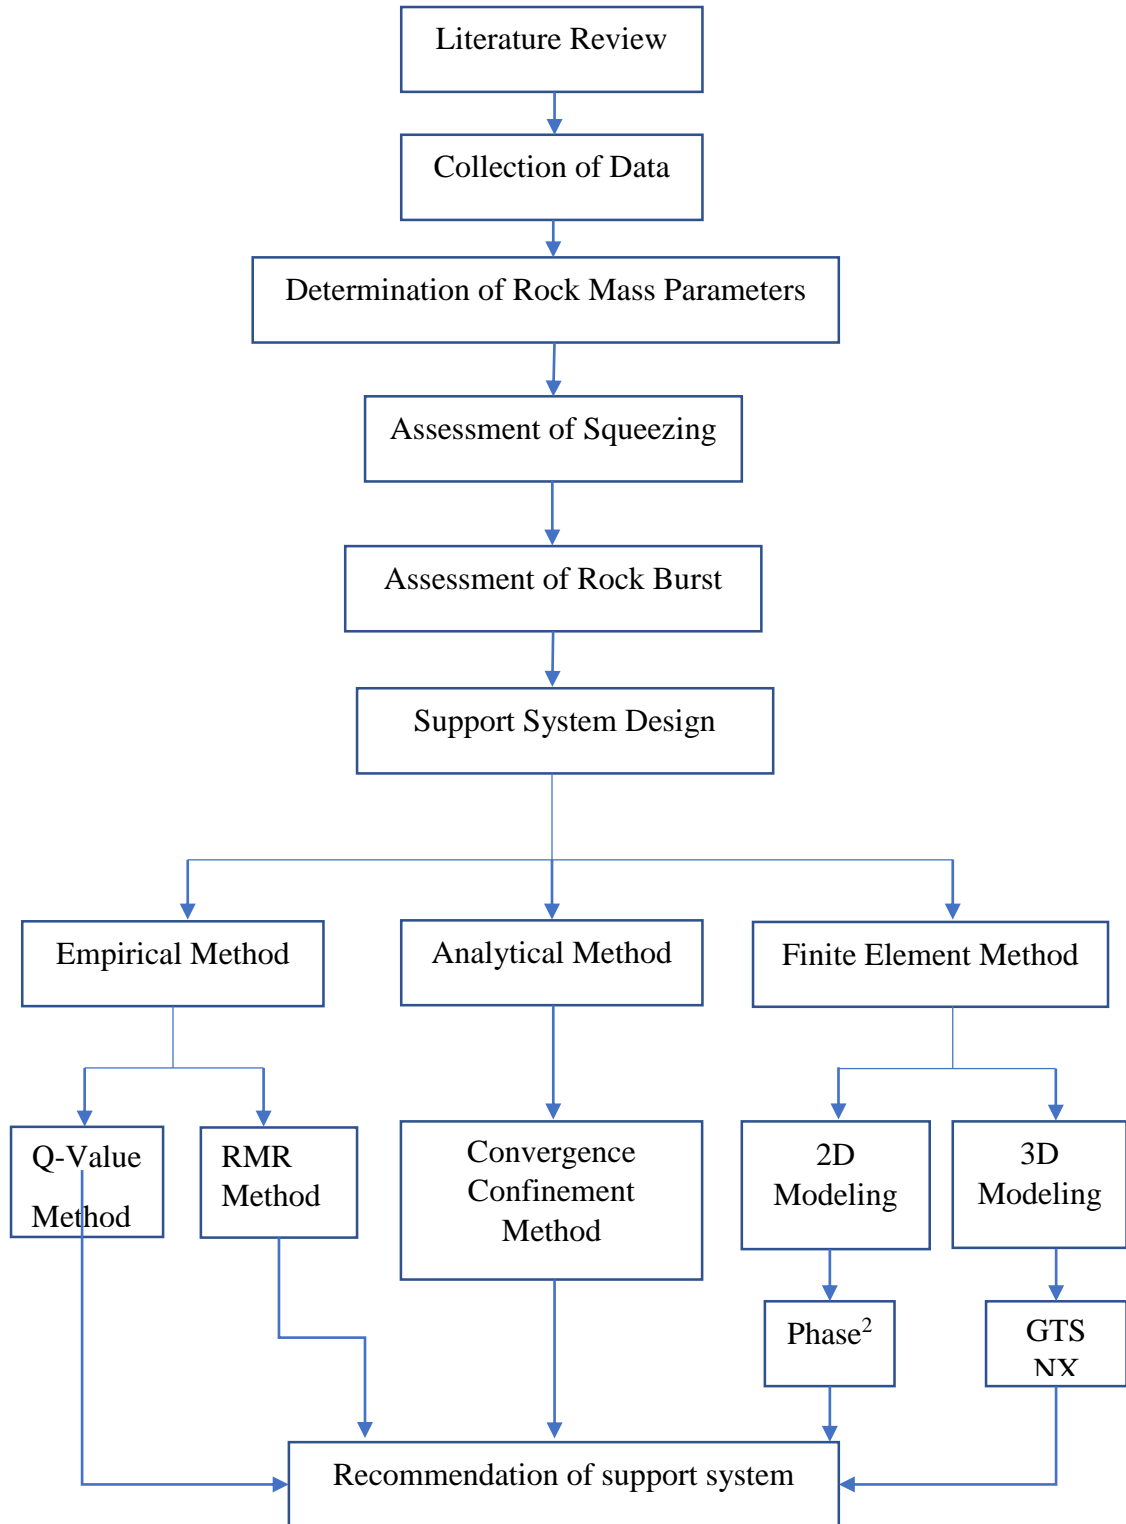 Literature Review
Collection of Data
Determination of Rock Mass Parameters
Assessment of Squeezing
Assessment of Rock Burst
Support System Design
Empirical Method
Analytical Method
Finite Element Method
Q-Value
Method
RMR
Method
Convergence
Confinement
Method
2D
Modeling
3D
Modeling
Phase²
GTS
NX
Recommendation of support system